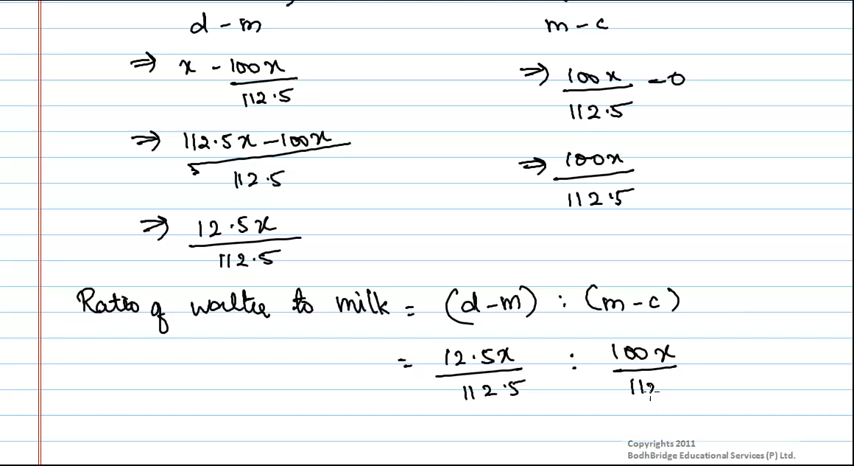 d - m
m - c
⇒ x - 100x/112.5
⇒ 100x/112.5 - 0
⇒ 112.5x - 100x/112.5
⇒ 100x/112.5
⇒ 12.5x/112.5
Ratio of water to milk = (d - m) : (m - c)
= 12.5x/112.5 : 100x/112
Copyrights 2011
BodhBridge Educational Services (P) Ltd.